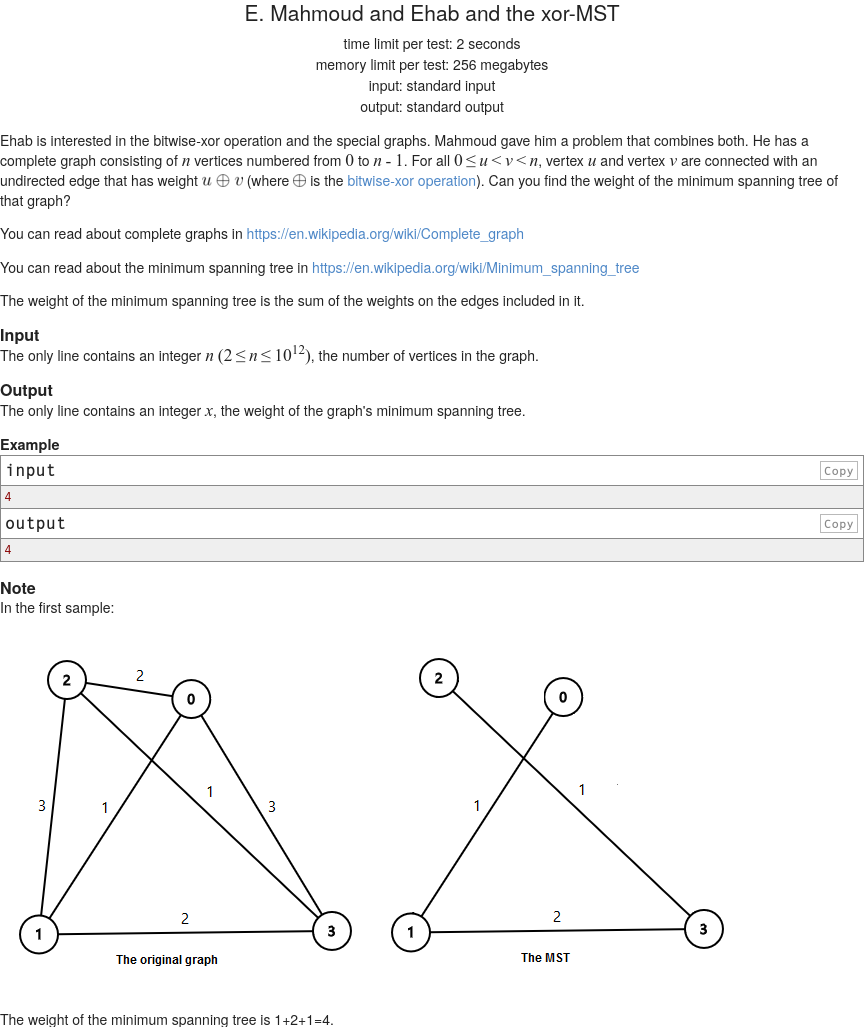 E. Mahmoud and Ehab and the xor-MST
time limit per test: 2 seconds
memory limit per test: 256 megabytes
input: standard input
output: standard output
Ehab is interested in the bitwise-xor operation and the special graphs. Mahmoud gave him a problem that combines both. He has a
complete graph consisting of n vertices numbered from 0 to n - 1. For all 0 ≤ u < v < n, vertex u and vertex v are connected with an
undirected edge that has weight u ⊕ v (where ⊕ is the bitwise-xor operation). Can you find the weight of the minimum spanning tree of
that graph?
You can read about complete graphs in https://en.wikipedia.org/wiki/Complete_graph
You can read about the minimum spanning tree in https://en.wikipedia.org/wiki/Minimum_spanning_tree
The weight of the minimum spanning tree is the sum of the weights on the edges included in it.
Input
The only line contains an integer n (2 ≤ n ≤ 10¹²), the number of vertices in the graph.
Output
The only line contains an integer x, the weight of the graph's minimum spanning tree.
Example
input Copy
4
output Copy
4
Note
In the first sample:
2 2 0
2 0
3 1 1 3
1 1
1 2 3
1 2 3
The original graph
The MST
The weight of the minimum spanning tree is 1+2+1=4.